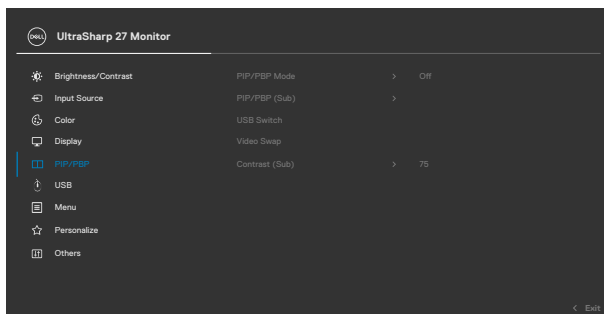 DELL UltraSharp 27 Monitor
Brightness/Contrast PIP/PBP Mode > Off
Input Source PIP/PBP (Sub) >
Color USB Switch
Display Video Swap
PIP/PBP Contrast (Sub) > 75
USB
Menu
Personalize
Others
< Exit